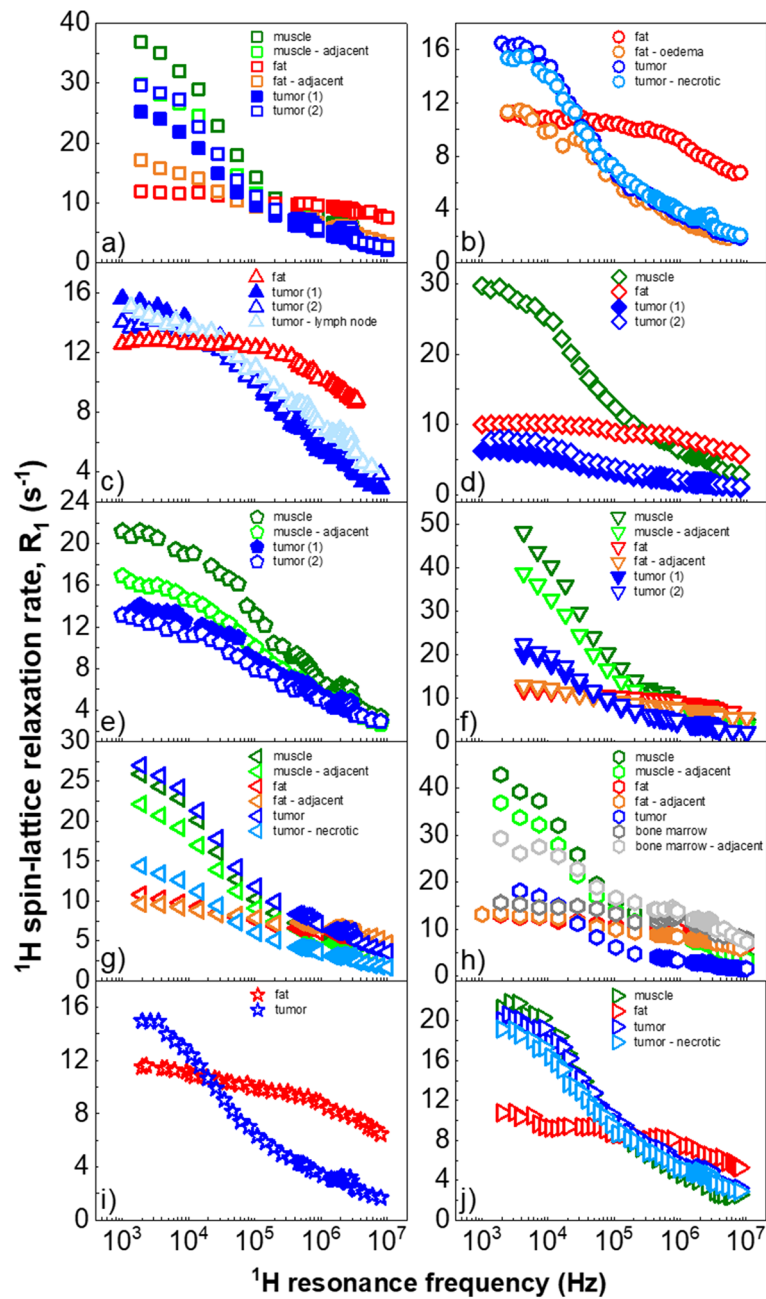 ¹H spin-lattice relaxation rate, R₁ (s⁻¹)
40
30
20
10
0
muscle
muscle - adjacent
fat
fat - adjacent
tumor (1)
tumor (2)
a)
16
12
8
4
0
fat
fat - oedema
tumor
tumor - necrotic
b)
16
12
8
4
fat
tumor (1)
tumor (2)
tumor - lymph node
c)
30
20
10
0
muscle
fat
tumor (1)
tumor (2)
d)
24
20
16
12
8
4
muscle
muscle - adjacent
tumor (1)
tumor (2)
e)
50
40
30
20
10
0
muscle
muscle - adjacent
fat
fat - adjacent
tumor (1)
tumor (2)
f)
30
25
20
15
10
5
0
muscle
muscle - adjacent
fat
fat - adjacent
tumor
tumor - necrotic
g)
50
40
30
20
10
0
muscle
muscle - adjacent
fat
fat - adjacent
tumor
bone marrow
bone marrow - adjacent
h)
16
12
8
4
0
fat
tumor
i)
20
16
12
8
4
0
muscle
fat
tumor
tumor - necrotic
j)
10³ 10⁴ 10⁵ 10⁶ 10⁷
10³ 10⁴ 10⁵ 10⁶ 10⁷
¹H resonance frequency (Hz)